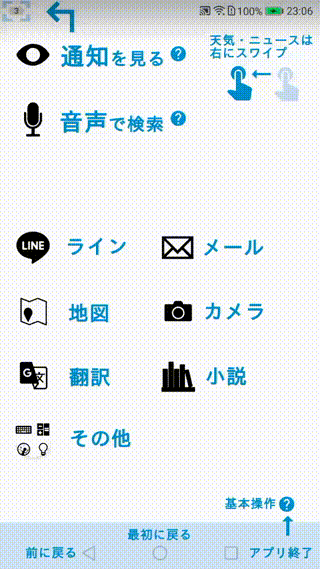 3
100% 23:06
天気・ニュースは
右にスワイプ
通知を見る ?
音声で検索 ?
LINE ライン
メール
地図
カメラ
G 文 翻訳
小説
その他
基本操作 ?
最初に戻る
前に戻る
アプリ終了